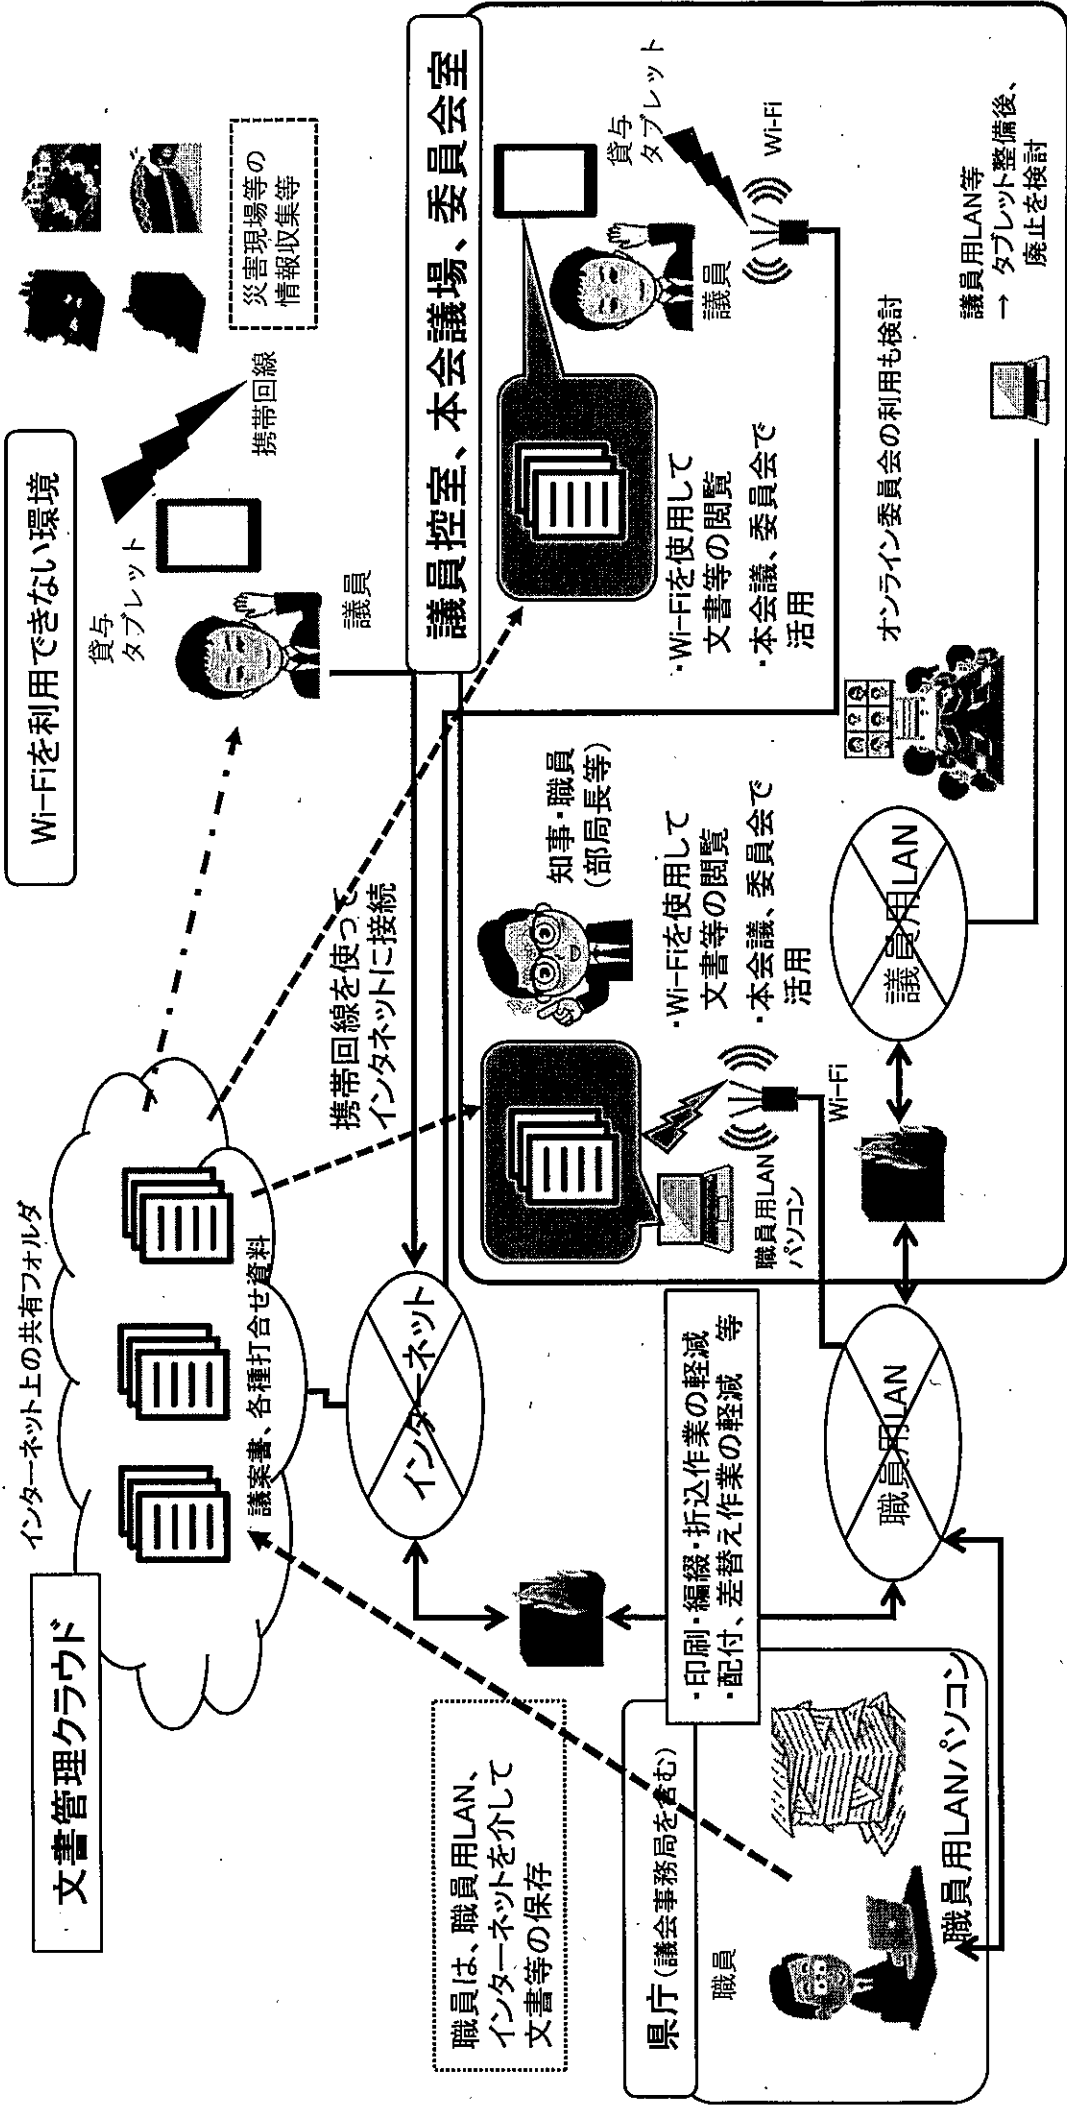 文書管理クラウド
インターネット上の共有フォルダ
議案書、各種打合せ資料
Wi-Fiを利用できない環境
貸与
タブレット
議員
携帯回線
災害現場等の
情報収集等
携帯回線を使って
インタネットに接続
インターネット
職員は、職員用LAN、
インターネットを介して
文書等の保存
県庁(議会事務局を含む)
職員
職員用LANパソコン
・印刷・編綴・折込作業の軽減
・配付、差替え作業の軽減 等
職員用LAN
議員控室、本会議場、委員会室
知事・職員
(部局長等)
・Wi-Fiを使用して
文書等の閲覧
・本会議、委員会で
活用
職員用LAN
パソコン
Wi-Fi
貸与
タブレット
議員
Wi-Fi
・Wi-Fiを使用して
文書等の閲覧
・本会議、委員会で
活用
オンライン委員会の利用も検討
議員用LAN
議員用LAN等
→ タブレット整備後、
廃止を検討